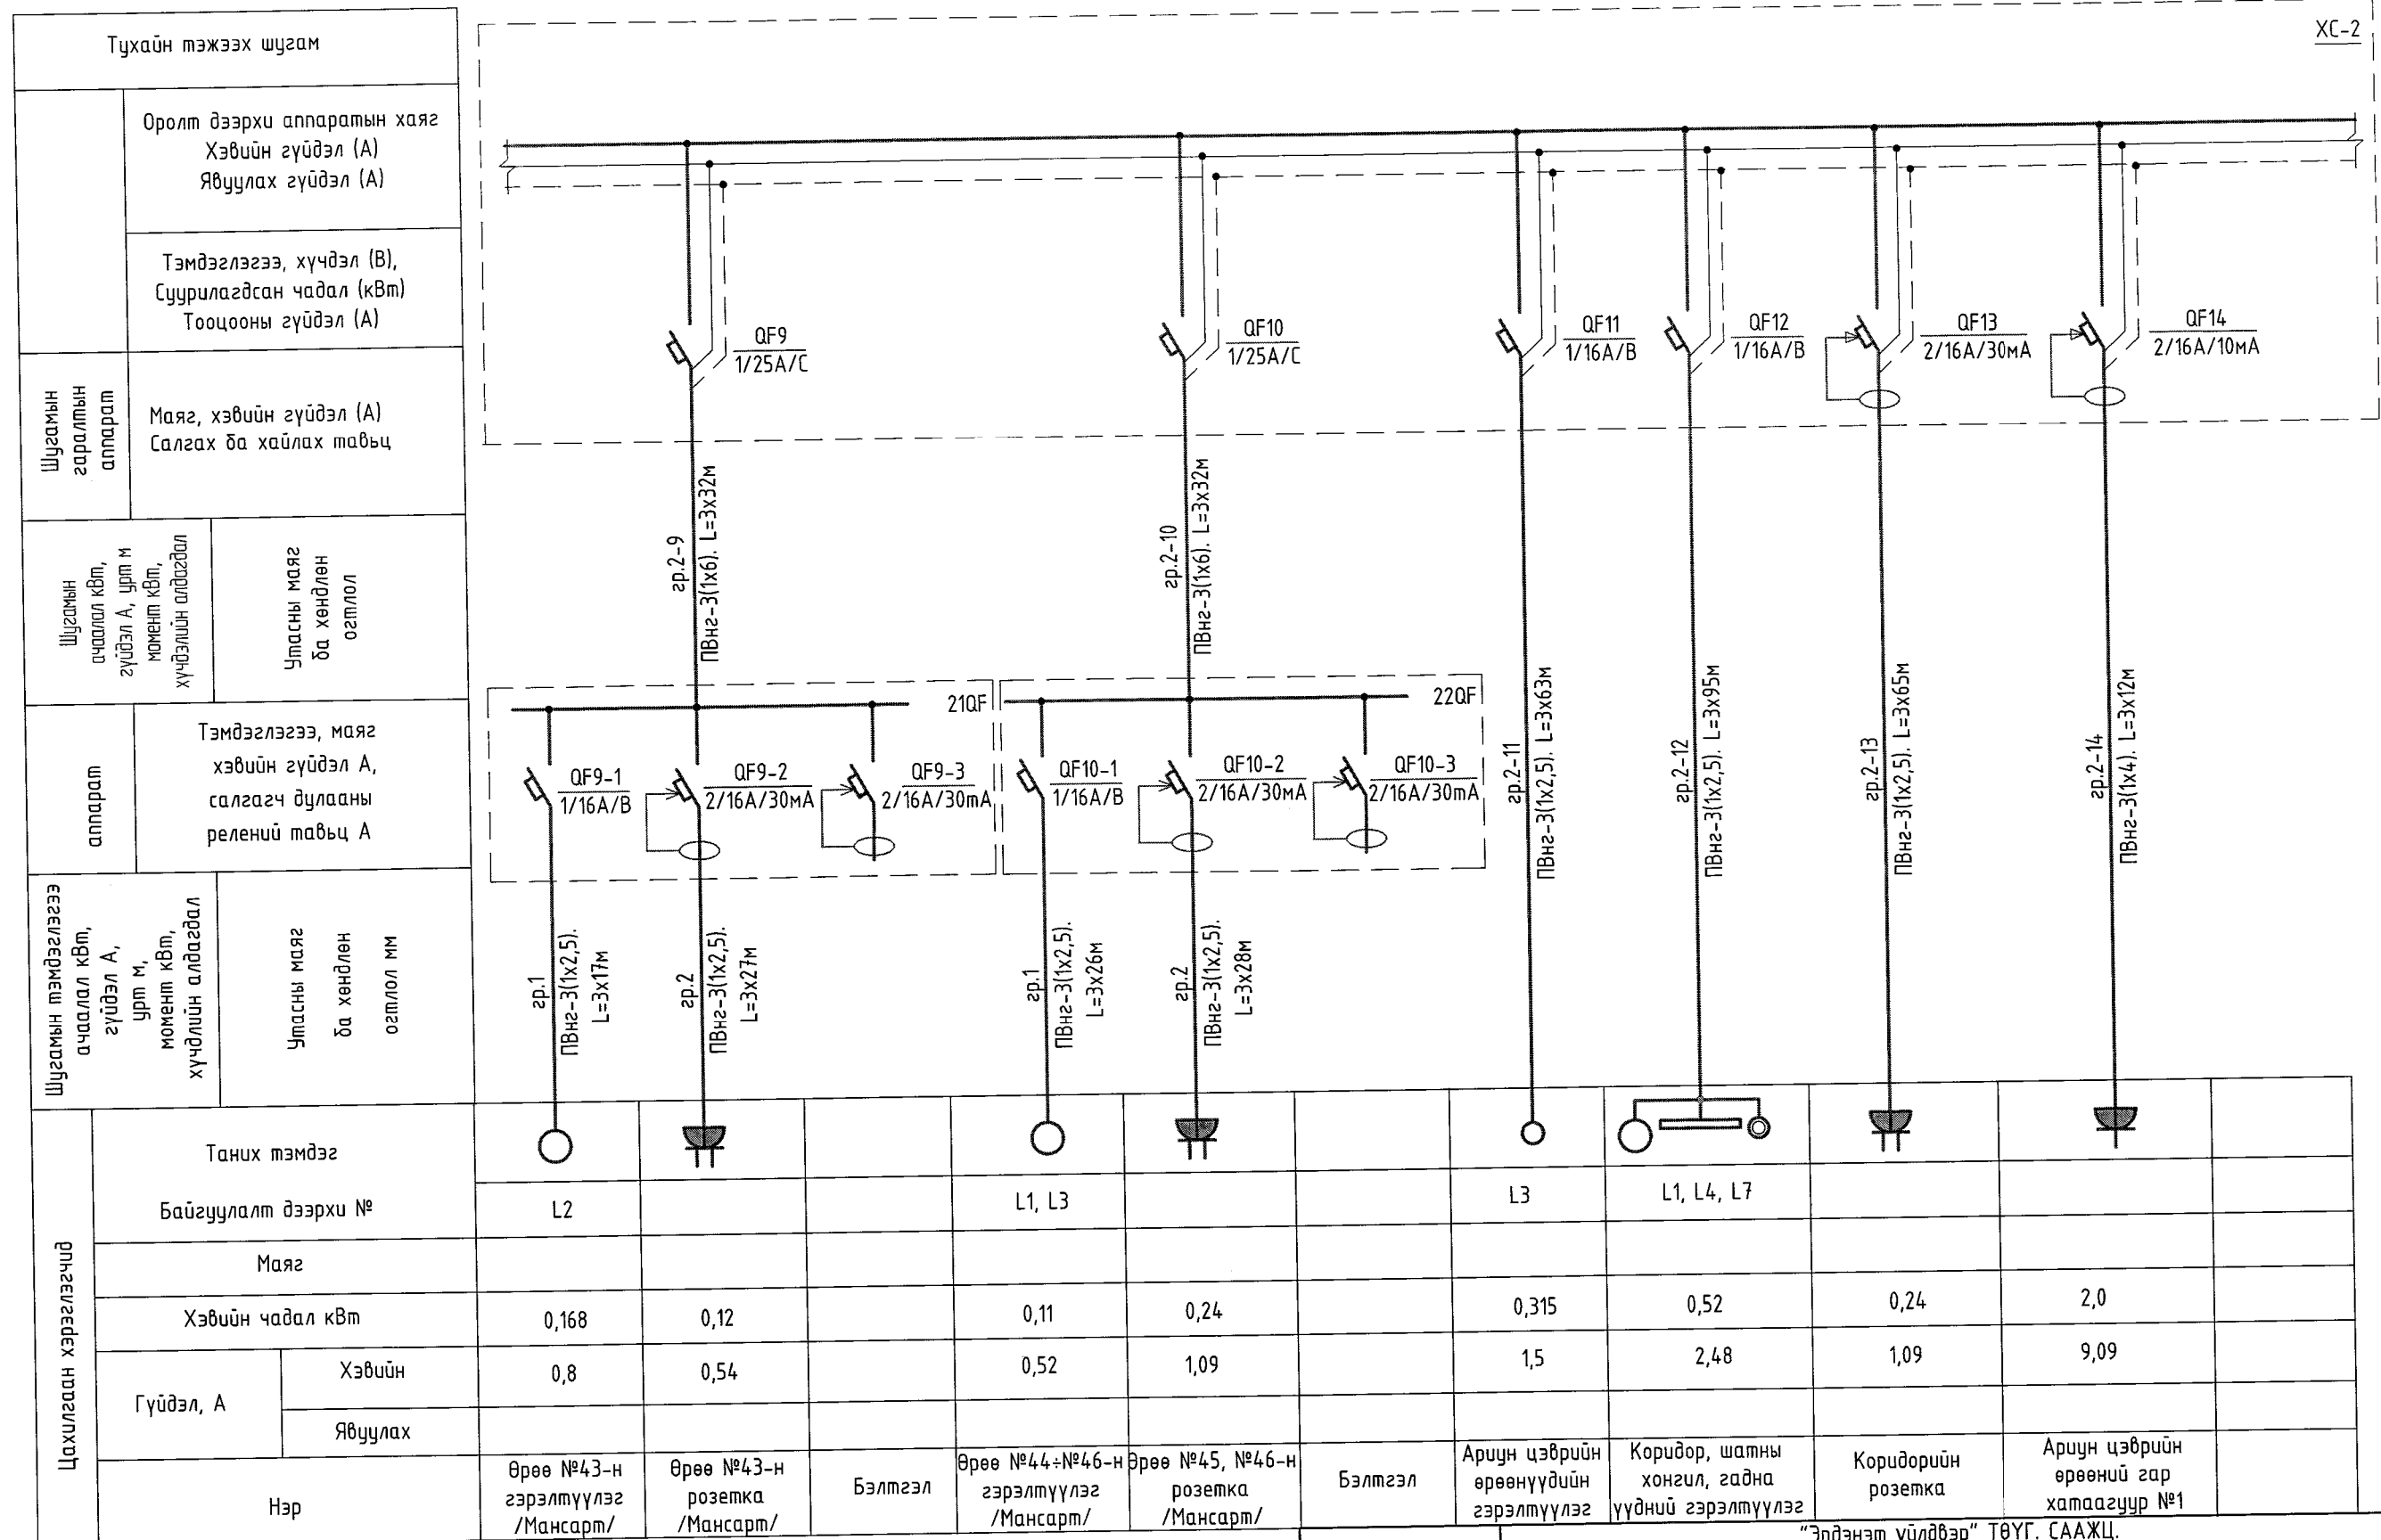 Тухайн тэжээх шугам
ХС-2
Оролт дээрхи аппаратын хаяг
Хэвийн гүйдэл (А)
Явуулах гүйдэл (А)
Тэмдэглэгээ, хүчдэл (В),
Суурилагдсан чадал (кВт)
Тооцооны гүйдэл (А)
QF9
1/25А/С
QF10
1/25А/С
QF11
1/16А/В
QF12
1/16А/В
QF13
2/16А/30мА
QF14
2/16А/10мА
Шугамын
гаралтын
аппарат
Маяг, хэвийн гүйдэл (А)
Салгах ба хайлах тавьц
Шугамын
ачаалал кВт,
гүйдэл А, урт м
момент кВт,
хүчдэлийн алдагдал
Утасны маяг
ба хөндлөн
огтлол
гр.2-9
ПВнг-3(1х6). L=3х32м
гр.2-10
ПВнг-3(1х6). L=3х32м
гр.2-11
ПВнг-3(1х2,5). L=3х63м
гр.2-12
ПВнг-3(1х2,5). L=3х95м
гр.2-13
ПВнг-3(1х2,5). L=3х65м
гр.2-14
ПВнг-3(1х4). L=3х12м
аппарат
Тэмдэглэгээ, маяг
хэвийн гүйдэл А,
салгагч дулааны
релений тавьц А
21QF
QF9-1
1/16А/В
QF9-2
2/16А/30мА
QF9-3
2/16А/30mA
22QF
QF10-1
1/16А/В
QF10-2
2/16А/30мА
QF10-3
2/16А/30mA
Шугамын тэмдэглэгээ
ачаалал кВт,
гүйдэл А,
урт м,
момент кВт,
хүчдлийн алдагдал
Утасны маяг
ба хөндлөн
огтлол мм
гр.1
ПВнг-3(1х2,5).
L=3х17м
гр.2
ПВнг-3(1х2,5).
L=3х27м
гр.1
ПВнг-3(1х2,5).
L=3х26м
гр.2
ПВнг-3(1х2,5).
L=3х28м
Цахилгаан хэрэглэгчид
Таних тэмдэг
Байгуулалт дээрхи №
L2
L1, L3
L3
L1, L4, L7
Маяг
Хэвийн чадал кВт
0,168
0,12
0,11
0,24
0,315
0,52
0,24
2,0
Гүйдэл, А
Хэвийн
0,8
0,54
0,52
1,09
1,5
2,48
1,09
9,09
Явуулах
Нэр
Өрөө №43-н
гэрэлтүүлэг
/Мансарт/
Өрөө №43-н
розетка
/Мансарт/
Бэлтгэл
Өрөө №44÷№46-н
гэрэлтүүлэг
/Мансарт/
Өрөө №45, №46-н
розетка
/Мансарт/
Бэлтгэл
Ариун цэврийн
өрөөнүүдийн
гэрэлтүүлэг
Коридор, шатны
хонгил, гадна
үүдний гэрэлтүүлэг
Коридорийн
розетка
Ариун цэврийн
өрөөний гар
хатаагуур №1
"Эрдэнэт үйлдвэр" ТӨҮГ. СААЖЦ.